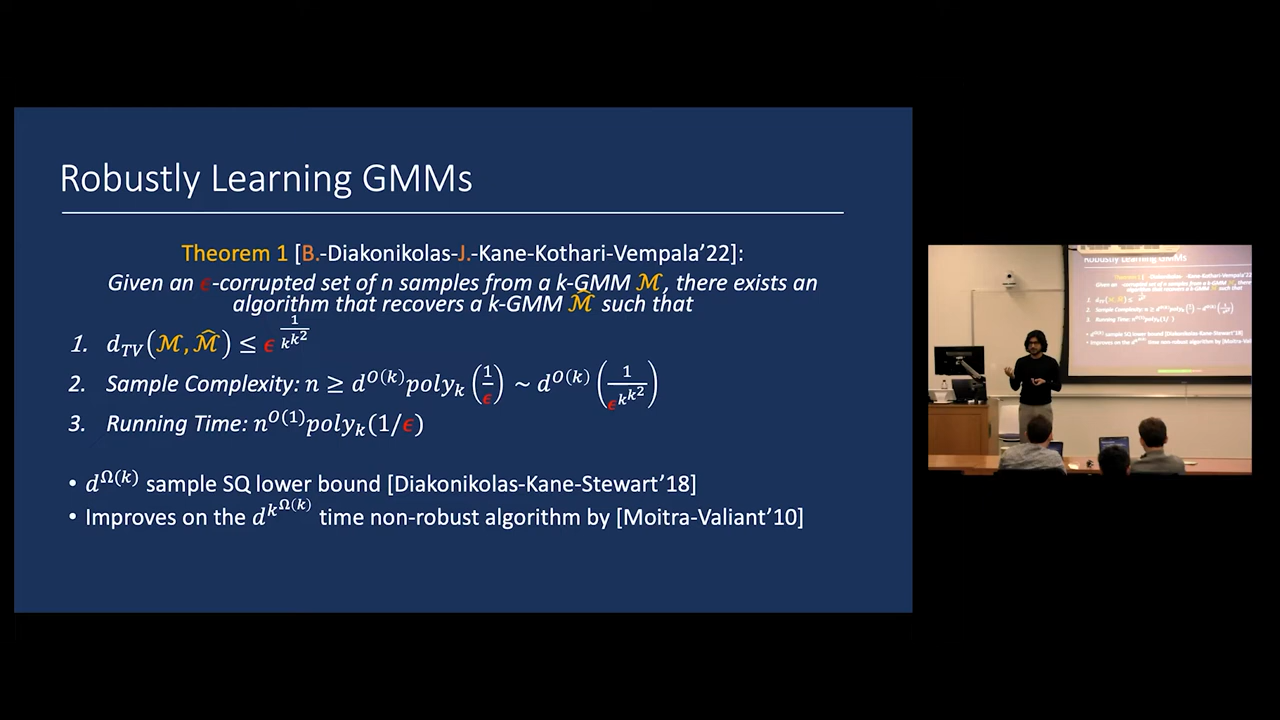 Robustly Learning GMMs
Theorem 1 [B.-Diakonikolas-J.-Kane-Kothari-Vempala’22]:
Given an ϵ-corrupted set of n samples from a k-GMM ℳ, there exists an
algorithm that recovers a k-GMM ℳ̂ such that
1. d_TV(ℳ, ℳ̂) ≤ ϵ^(1/k^(k^2))
2. Sample Complexity: n ≥ d^O(k) poly_k(1/ϵ) ~ d^O(k) (1/ϵ^(k^(k^2)))
3. Running Time: n^O(1) poly_k(1/ϵ)
• d^Ω(k) sample SQ lower bound [Diakonikolas-Kane-Stewart’18]
• Improves on the d^(k^Ω(k)) time non-robust algorithm by [Moitra-Valiant’10]